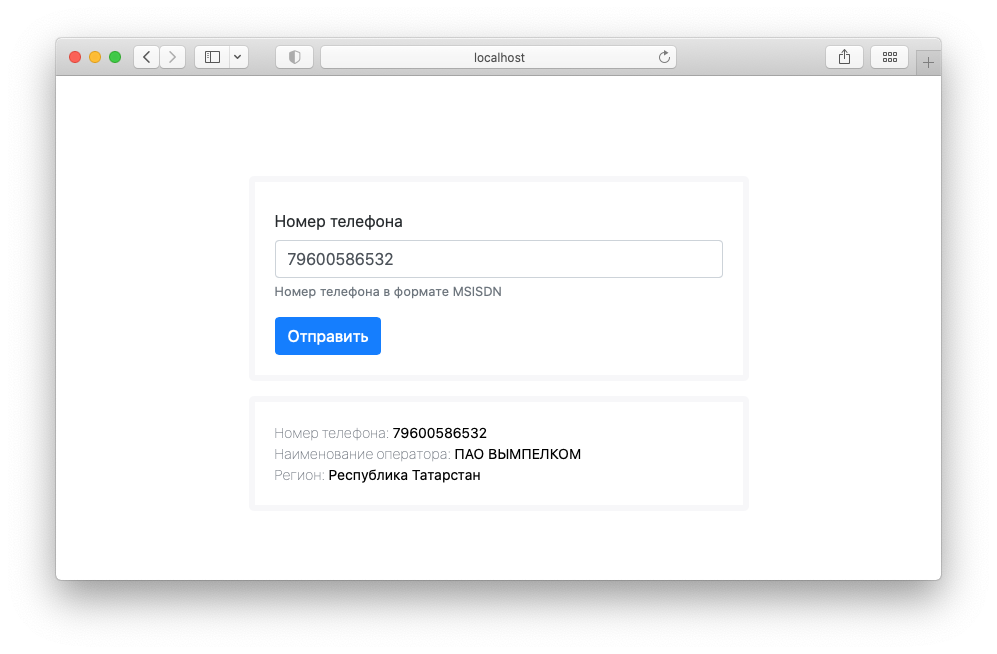 localhost
Номер телефона
79600586532
Номер телефона в формате MSISDN
Отправить
Номер телефона: 79600586532
Наименование оператора: ПАО ВЫМПЕЛКОМ
Регион: Республика Татарстан